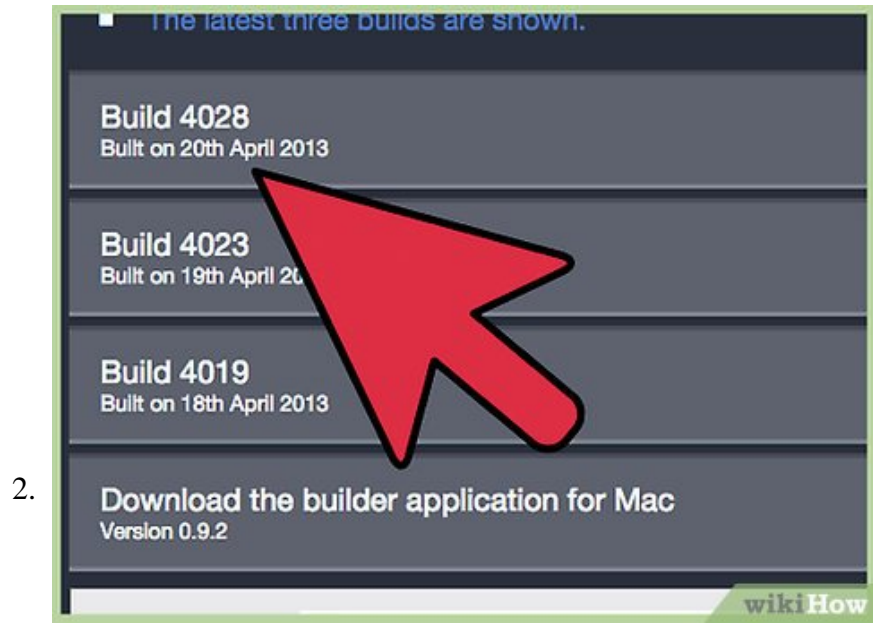 The latest three builds are shown.
Build 4028
Built on 20th April 2013
Build 4023
Built on 19th April 20
Build 4019
Built on 18th April 2013
2.
Download the builder application for Mac
Version 0.9.2
wikiHow